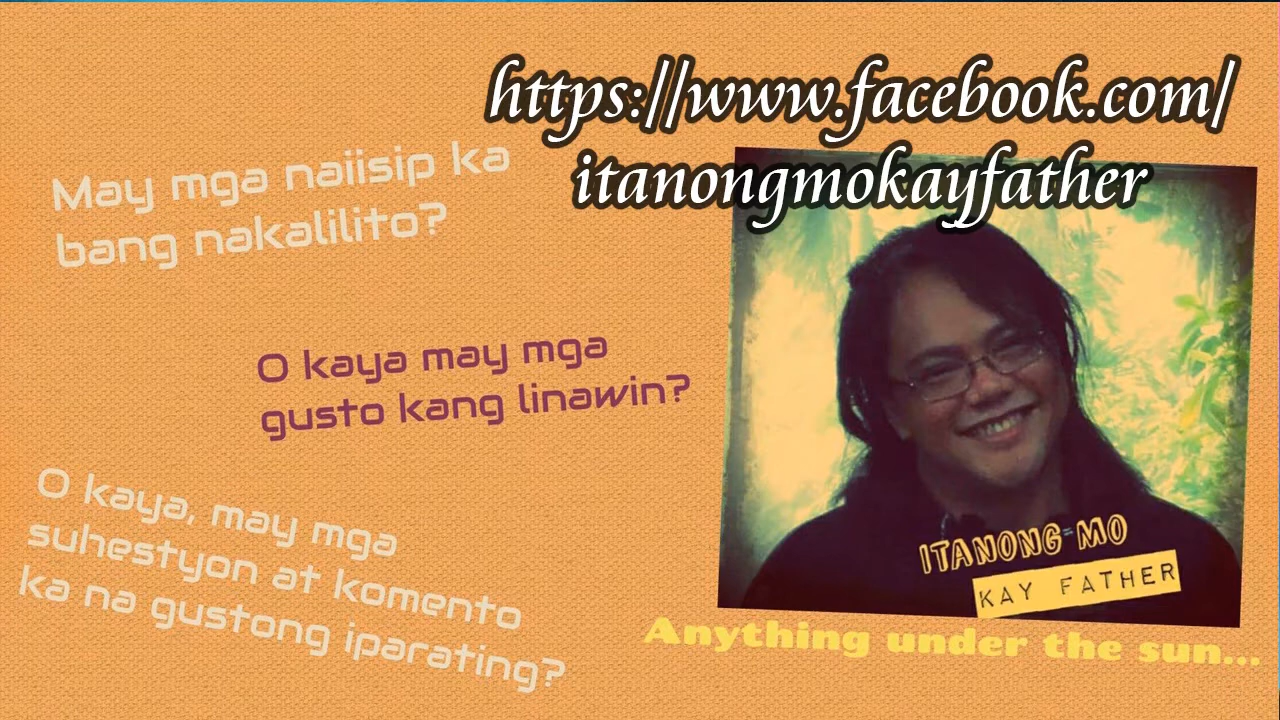 https://www.facebook.com/
itanongmokayfather
May mga naiisip ka
bang nakalilito?
O kaya may mga
gusto kang linawin?
O kaya, may mga
suhestyon at komento
ka na gustong iparating?
ITANONG MO
KAY FATHER
Anything under the sun...